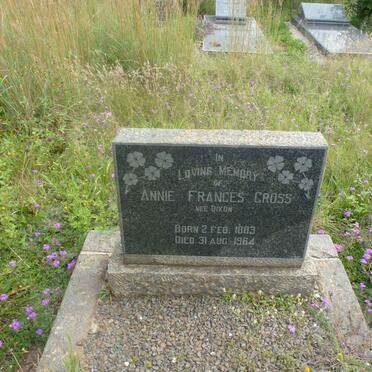 IN
LOVING MEMORY
OF
ANNIE FRANCES CROSS
NEE DIXON
BORN 2 FEB. 1883
DIED 31 AUG. 1964